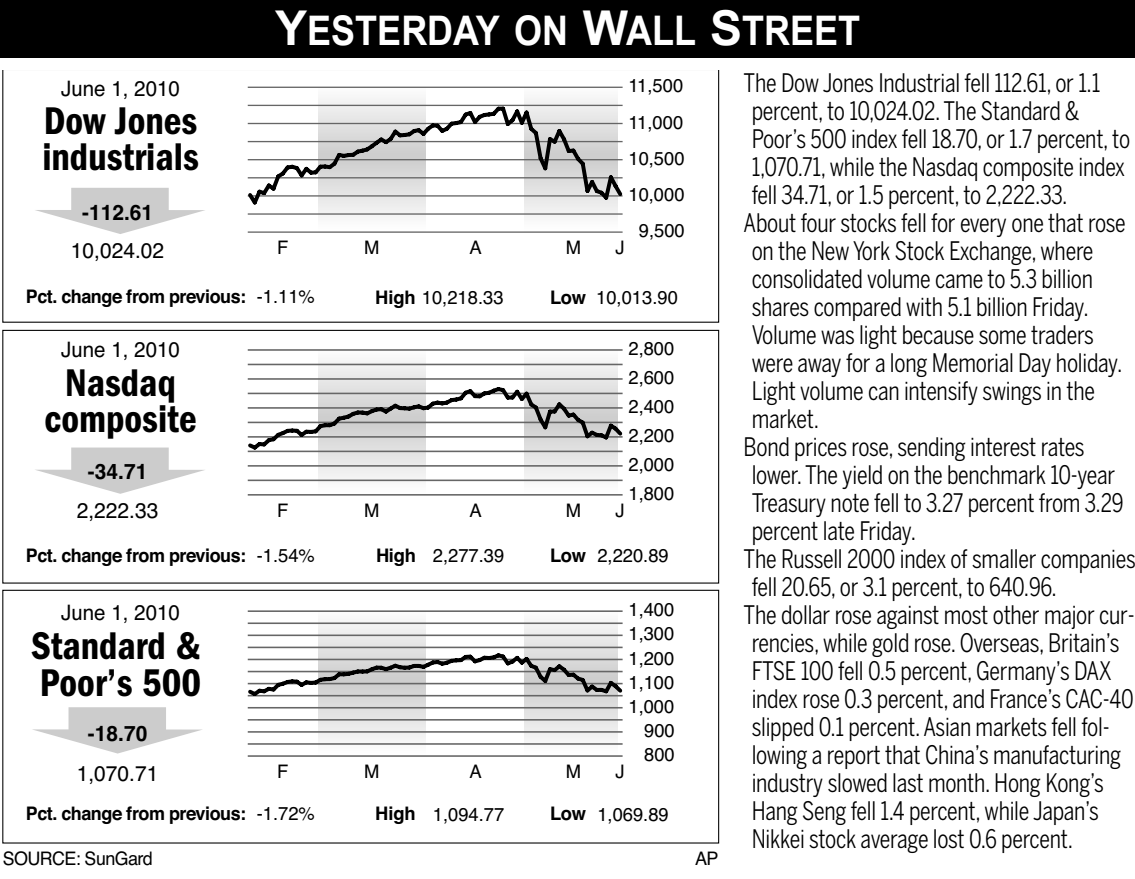 YESTERDAY ON WALL STREET
June 1, 2010
Dow Jones
industrials
-112.61
10,024.02
11,500
11,000
10,500
10,000
9,500
F M A M J
Pct. change from previous: -1.11% High 10,218.33 Low 10,013.90
June 1, 2010
Nasdaq
composite
-34.71
2,222.33
2,800
2,600
2,400
2,200
2,000
1,800
F M A M J
Pct. change from previous: -1.54% High 2,277.39 Low 2,220.89
June 1, 2010
Standard &
Poor's 500
-18.70
1,070.71
1,400
1,300
1,200
1,100
1,000
900
800
F M A M J
Pct. change from previous: -1.72% High 1,094.77 Low 1,069.89
SOURCE: SunGard AP
The Dow Jones Industrial fell 112.61, or 1.1
percent, to 10,024.02. The Standard &
Poor's 500 index fell 18.70, or 1.7 percent, to
1,070.71, while the Nasdaq composite index
fell 34.71, or 1.5 percent, to 2,222.33.
About four stocks fell for every one that rose
on the New York Stock Exchange, where
consolidated volume came to 5.3 billion
shares compared with 5.1 billion Friday.
Volume was light because some traders
were away for a long Memorial Day holiday.
Light volume can intensify swings in the
market.
Bond prices rose, sending interest rates
lower. The yield on the benchmark 10-year
Treasury note fell to 3.27 percent from 3.29
percent late Friday.
The Russell 2000 index of smaller companies
fell 20.65, or 3.1 percent, to 640.96.
The dollar rose against most other major cur-
rencies, while gold rose. Overseas, Britain's
FTSE 100 fell 0.5 percent, Germany's DAX
index rose 0.3 percent, and France's CAC-40
slipped 0.1 percent. Asian markets fell fol-
lowing a report that China's manufacturing
industry slowed last month. Hong Kong's
Hang Seng fell 1.4 percent, while Japan's
Nikkei stock average lost 0.6 percent.